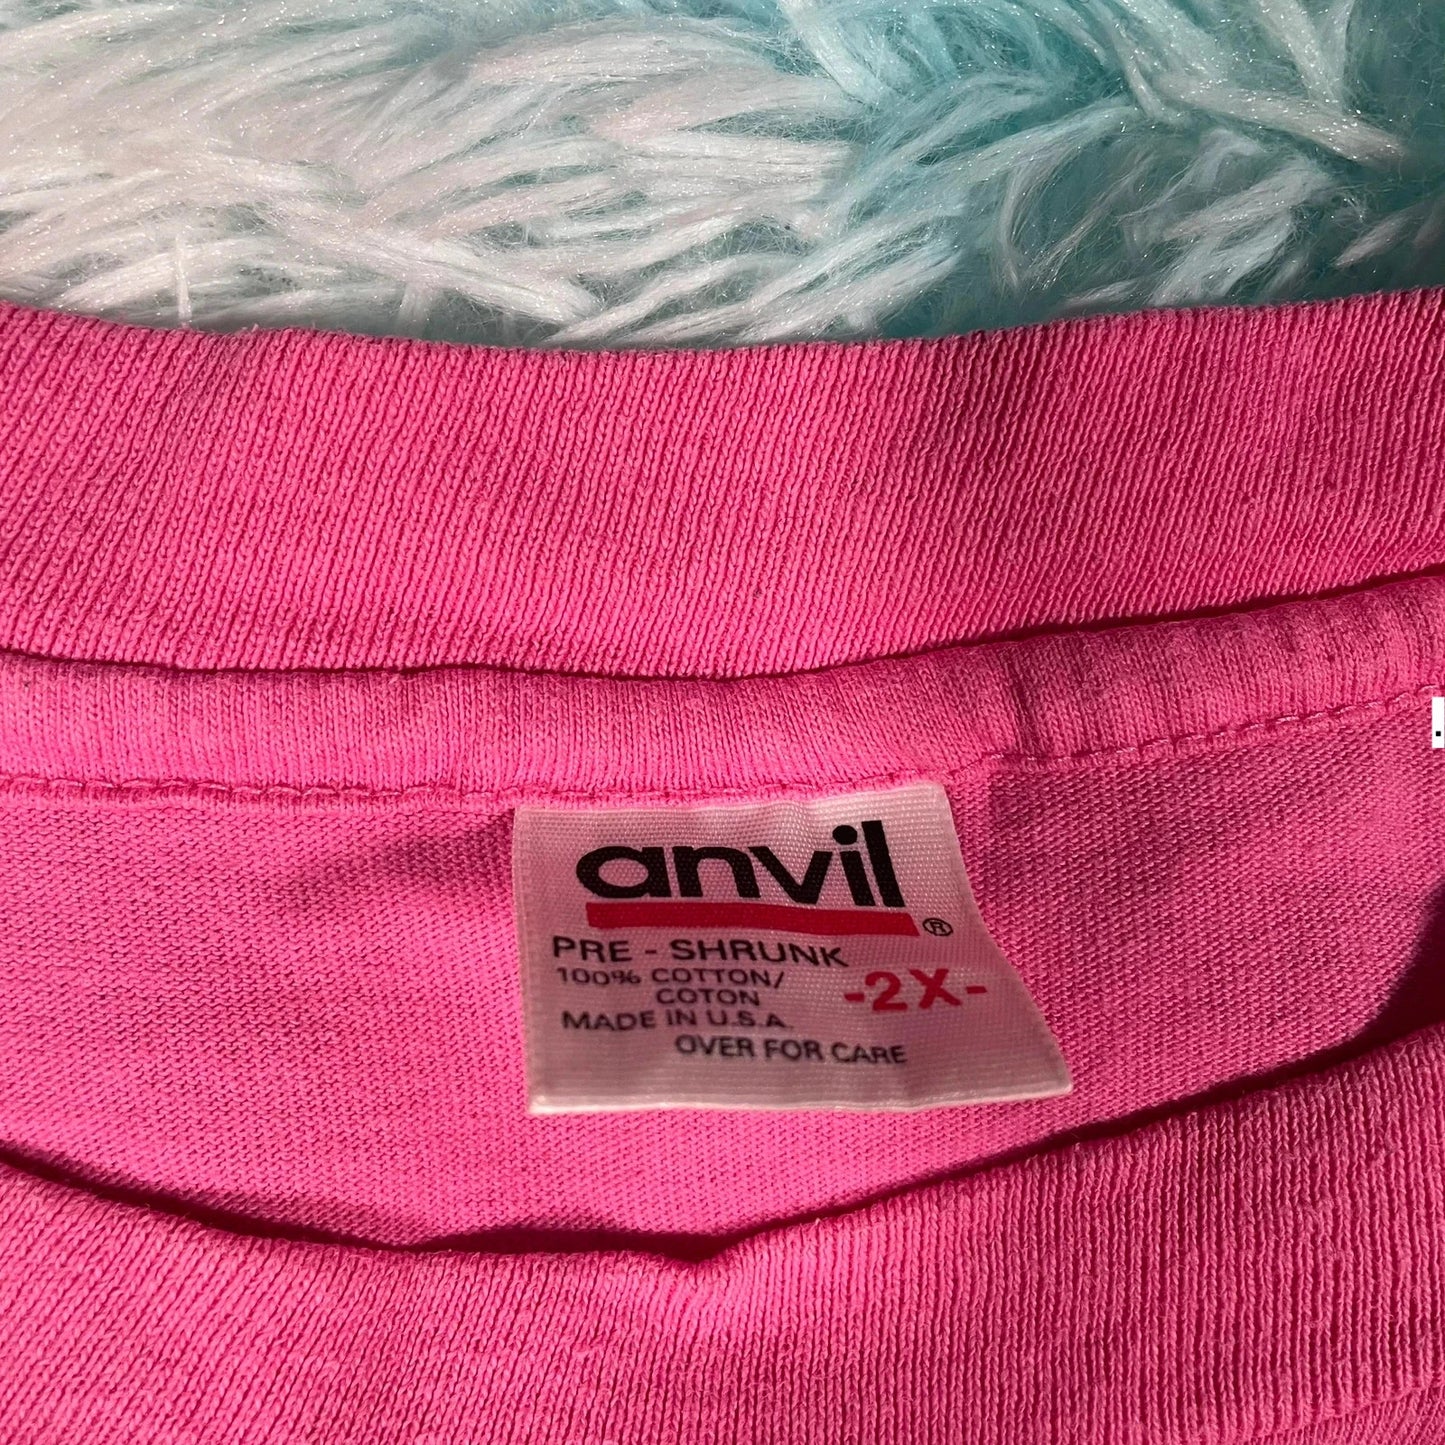 anvil®
PRE - SHRUNK
100% COTTON/
COTON
-2X-
MADE IN U.S.A.
OVER FOR CARE
.